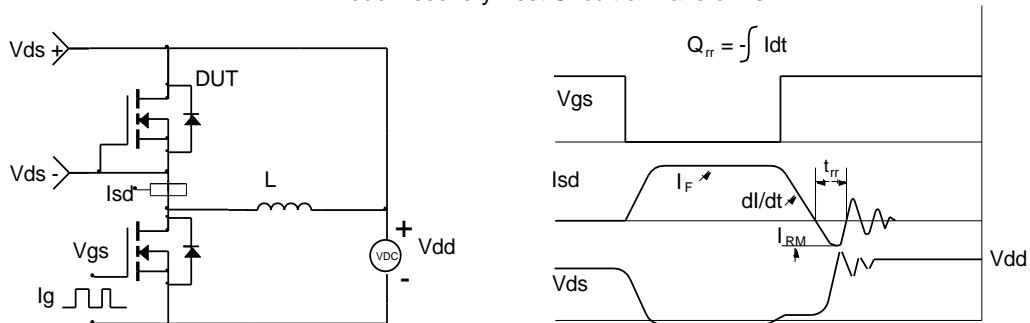 Vds +
DUT
Vds -
Isd
L
+
Vdd
VDC
-
Vgs
Ig
Qrr = -∫ Idt
Vgs
trr
Isd
IF
dI/dt
IRM
Vdd
Vds